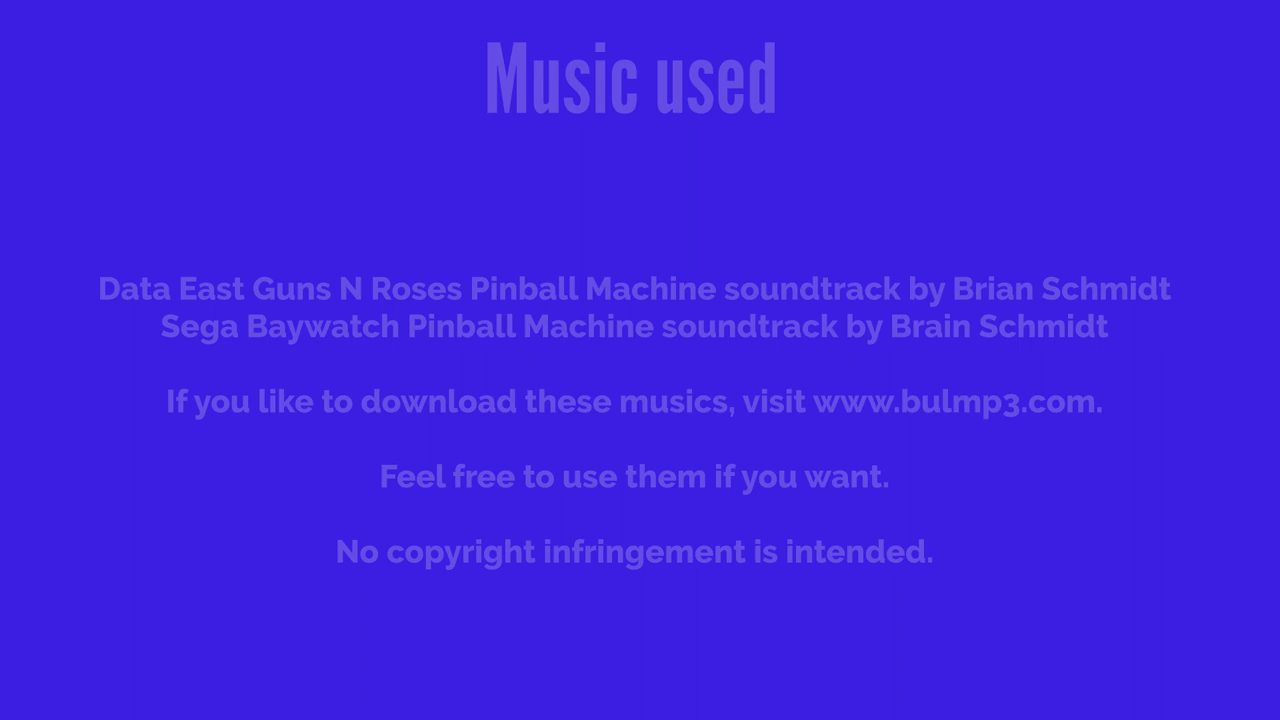 Music used
Data East Guns N Roses Pinball Machine soundtrack by Brian Schmidt
Sega Baywatch Pinball Machine soundtrack by Brain Schmidt
If you like to download these musics, visit www.bulmp3.com.
Feel free to use them if you want.
No copyright infringement is intended.